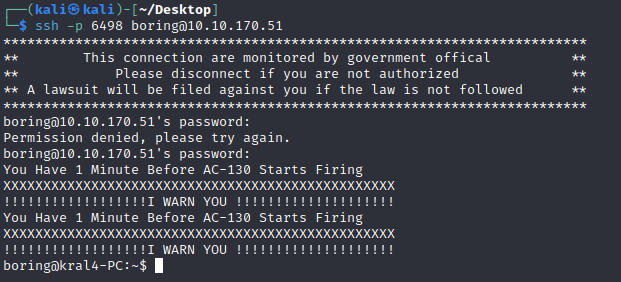 ┌──(kali㉿kali)-[~/Desktop]
└─$ ssh -p 6498 boring@10.10.170.51
*************************************************************************
**        This connection are monitored by government offical          **
**            Please disconnect if you are not authorized              **
** A lawsuit will be filed against you if the law is not followed      **
*************************************************************************
boring@10.10.170.51's password:
Permission denied, please try again.
boring@10.10.170.51's password:
You Have 1 Minute Before AC-130 Starts Firing
XXXXXXXXXXXXXXXXXXXXXXXXXXXXXXXXXXXXXXXXXXXXXXXXX
!!!!!!!!!!!!!!!!!!I WARN YOU !!!!!!!!!!!!!!!!!!!!
You Have 1 Minute Before AC-130 Starts Firing
XXXXXXXXXXXXXXXXXXXXXXXXXXXXXXXXXXXXXXXXXXXXXXXXX
!!!!!!!!!!!!!!!!!!I WARN YOU !!!!!!!!!!!!!!!!!!!!
boring@kral4-PC:~$